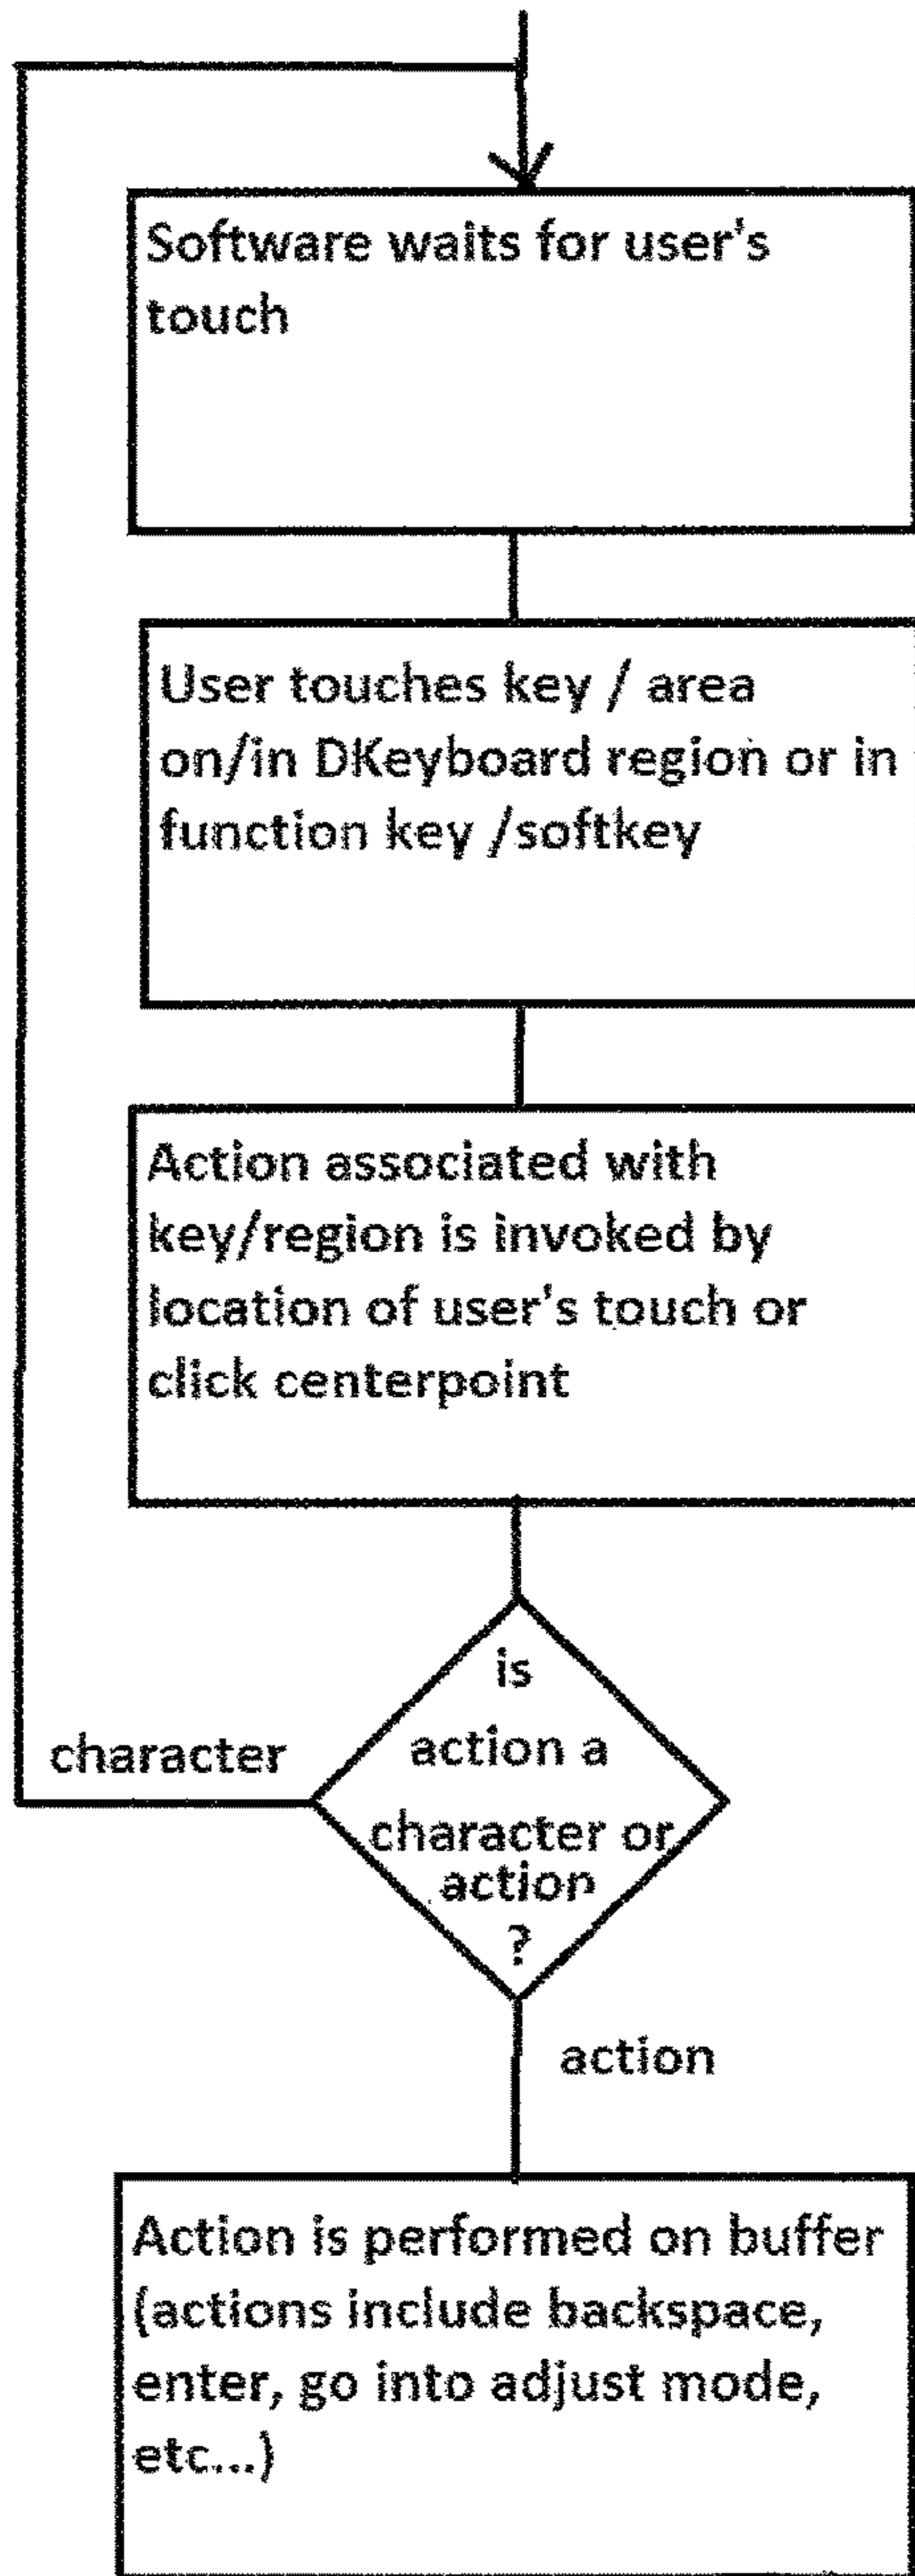 Software waits for user's
touch
User touches key / area
on/in DKeyboard region or in
function key /softkey
Action associated with
key/region is invoked by
location of user's touch or
click centerpoint
is
action a
character or
action
?
character
action
Action is performed on buffer
(actions include backspace,
enter, go into adjust mode,
etc...)